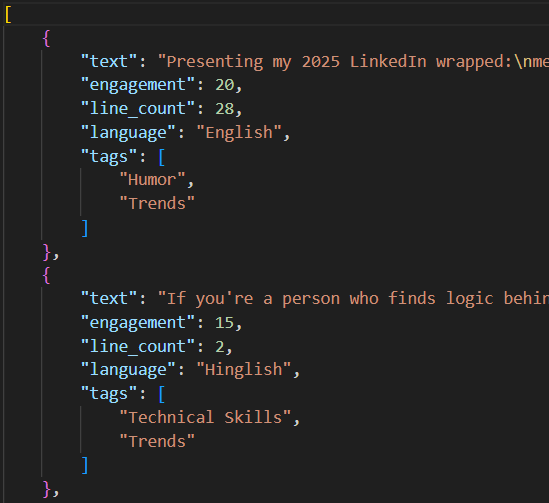 [
{
"text": "Presenting my 2025 LinkedIn wrapped:\nme
"engagement": 20,
"line_count": 28,
"language": "English",
"tags": [
"Humor",
"Trends"
]
},
{
"text": "If you're a person who finds logic behin
"engagement": 15,
"line_count": 2,
"language": "Hinglish",
"tags": [
"Technical Skills",
"Trends"
]
},